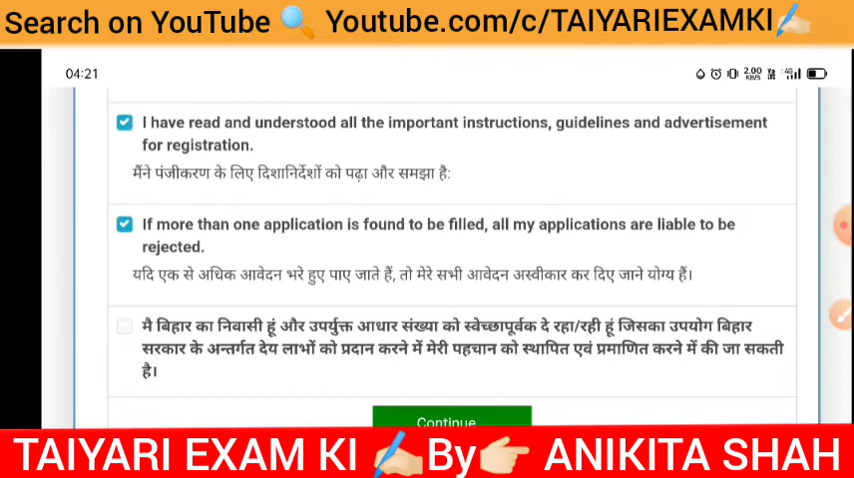 Search on YouTube Youtube.com/c/TAIYARIEXAMKI
04:21
2.00
KB/S
4G
I have read and understood all the important instructions, guidelines and advertisement
for registration.
मैंने पंजीकरण के लिए दिशानिर्देशों को पढ़ा और समझा है:
If more than one application is found to be filled, all my applications are liable to be
rejected.
यदि एक से अधिक आवेदन भरे हुए पाए जाते हैं, तो मेरे सभी आवेदन अस्वीकार कर दिए जाने योग्य हैं।
मै बिहार का निवासी हूं और उपर्युक्त आधार संख्या को स्वेच्छापूर्वक दे रहा/रही हूं जिसका उपयोग बिहार
सरकार के अन्तर्गत देय लाभों को प्रदान करने में मेरी पहचान को स्थापित एवं प्रमाणित करने में की जा सकती
है।
Continue
TAIYARI EXAM KI By ANIKITA SHAH